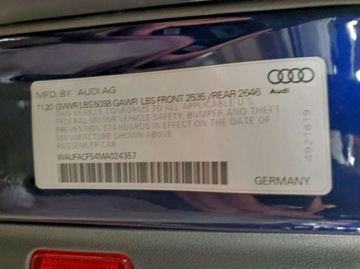 MFD. BY AUDI AG
1120 GVWR LBS 5038 GAWR LBS FRONT 2535 /REAR 2646
THIS VEHICLE CONFORMS TO ALL APPLICABLE U.S.
FEDERAL MOTOR VEHICLE SAFETY, BUMPER, AND THEFT
PREVENTION STANDARDS IN EFFECT ON THE DATE OF
MANUFACTURE SHOWN ABOVE.
PASSENGER CAR
WAUFACF54MA024357
Audi
4921619
GERMANY